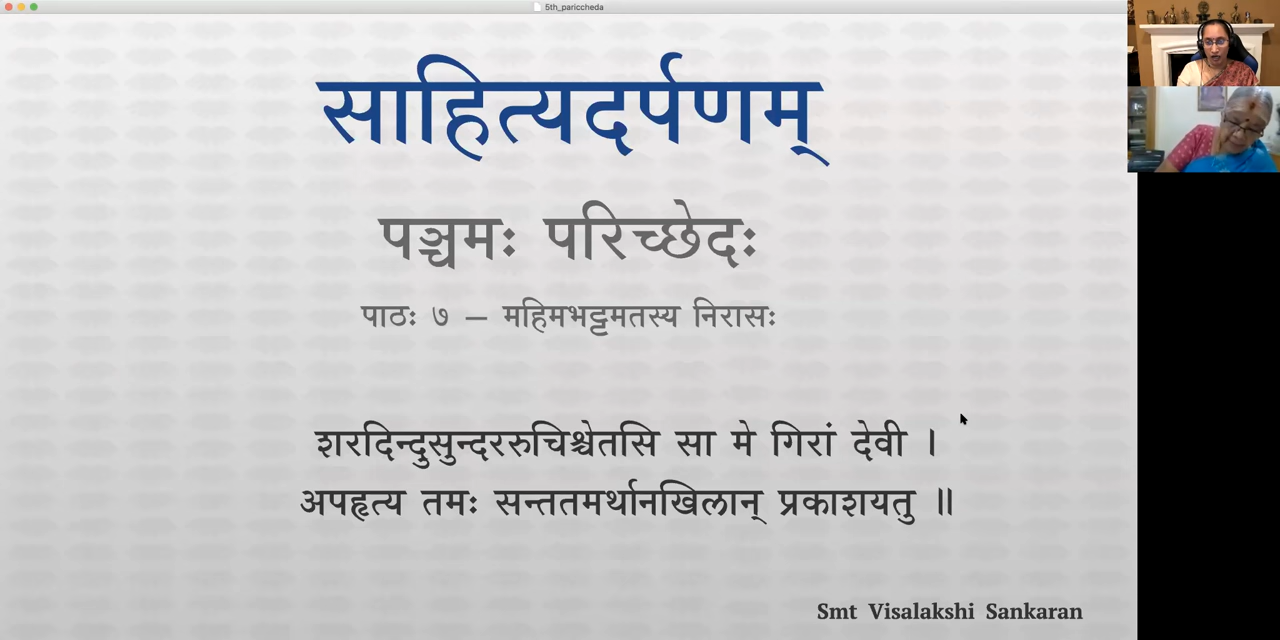 5th_pariccheda
साहित्यदर्पणम्
पञ्चमः परिच्छेदः
पाठः ७ – महिमभट्टमतस्य निरासः
शरदिन्दुसुन्दररुचिश्चेतसि सा मे गिरां देवी ।
अपहृत्य तमः सन्ततमर्थानखिलान् प्रकाशयतु ॥
Smt Visalakshi Sankaran